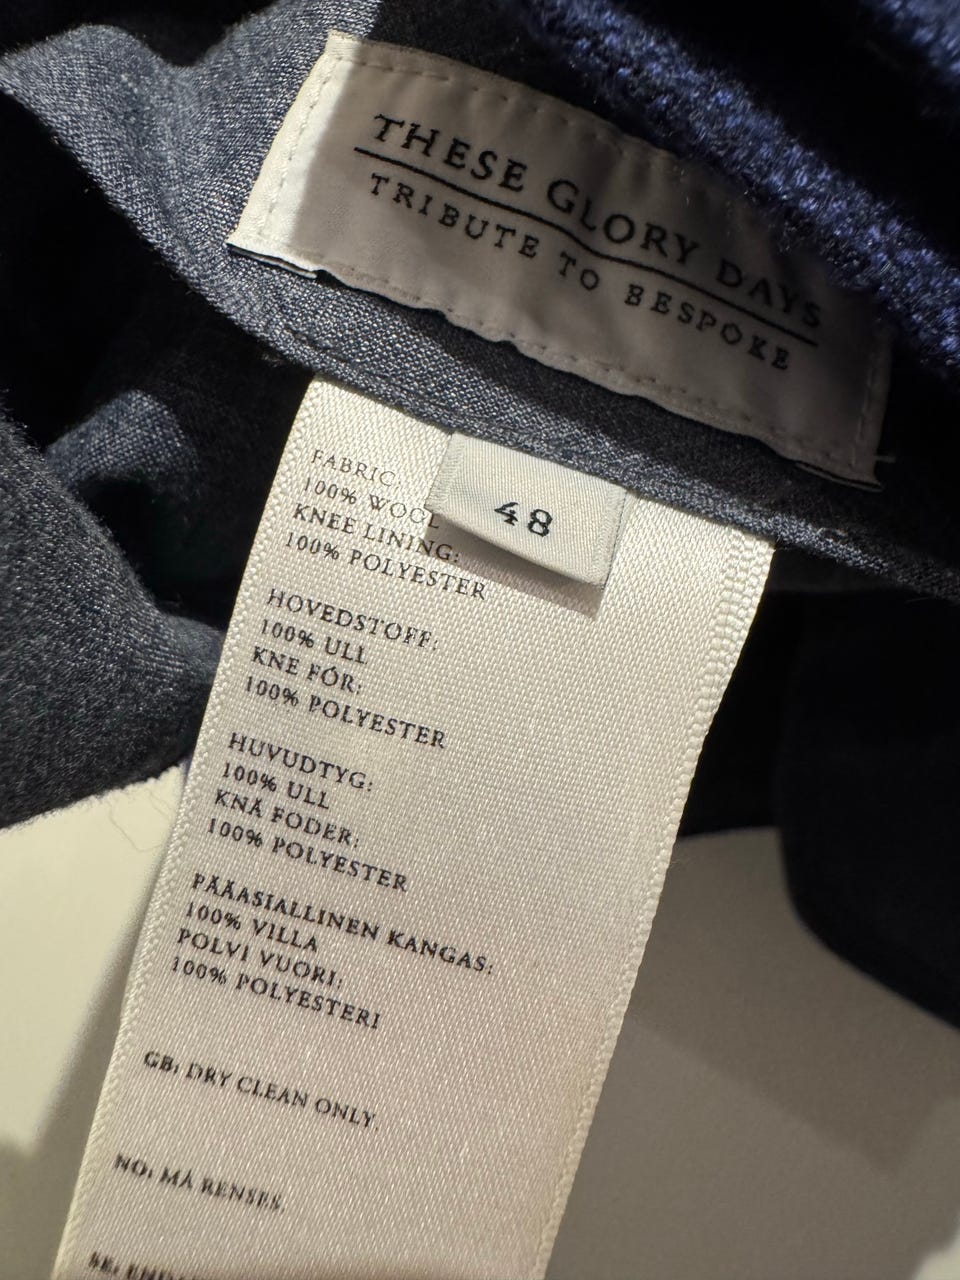 THESE GLORY DAYS
TRIBUTE TO BESPOKE
48
FABRIC
100% WOOL
KNEE LINING:
100% POLYESTER
HOVEDSTOFF:
100% ULL
KNE FÓR:
100% POLYESTER
HUVUDTYG:
100% ULL
KNÄ FODER:
100% POLYESTER
PÄÄASIALLINEN KANGAS:
100% VILLA
POLVI VUORI:
100% POLYESTERI
GB: DRY CLEAN ONLY
NO: MÅ RENSES
SE: